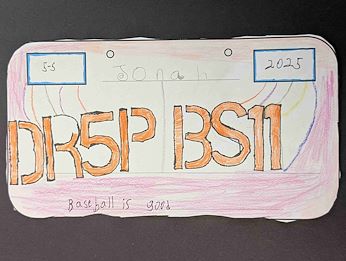 5-5 Jonah 2025
DR5P BS11
Baseball is good